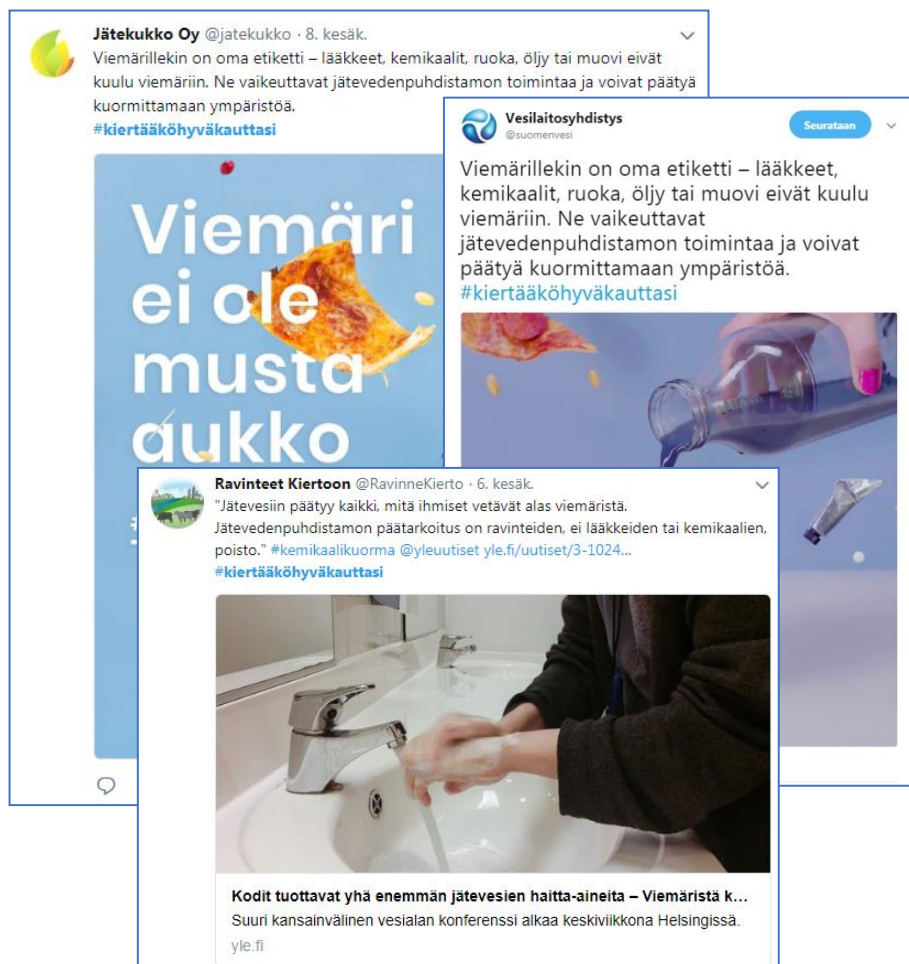 Jätekukko Oy @jatekukko · 8. kesäk.
Viemärillekin on oma etiketti – lääkkeet, kemikaalit, ruoka, öljy tai muovi eivät
kuulu viemäriin. Ne vaikeuttavat jätevedenpuhdistamon toimintaa ja voivat päätyä
kuormittamaan ympäristöä.
#kiertääköhyväkauttasi
Viemäri
ei ole
musta
aukko
Vesilaitosyhdistys
@suomenvesi
Seurataan
Viemärillekin on oma etiketti – lääkkeet,
kemikaalit, ruoka, öljy tai muovi eivät kuulu
viemäriin. Ne vaikeuttavat
jätevedenpuhdistamon toimintaa ja voivat
päätyä kuormittamaan ympäristöä.
#kiertääköhyväkauttasi
Ravinteet Kiertoon @RavinneKierto · 6. kesäk.
"Jätevesiin päätyy kaikki, mitä ihmiset vetävät alas viemäristä.
Jätevedenpuhdistamon päätarkoitus on ravinteiden, ei lääkkeiden tai kemikaalien,
poisto." #kemikaalikuorma @yleuutiset yle.fi/uutiset/3-1024...
#kiertääköhyväkauttasi
Kodit tuottavat yhä enemmän jätevesien haitta-aineita – Viemäristä k...
Suuri kansainvälinen vesialan konferenssi alkaa keskiviikkona Helsingissä.
yle.fi